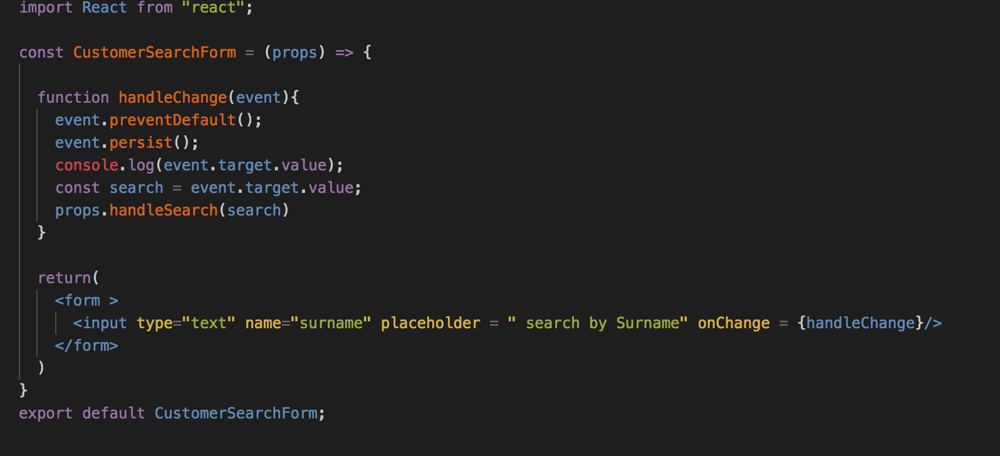 import React from "react";
const CustomerSearchForm = (props) => {
function handleChange(event){
event.preventDefault();
event.persist();
console.log(event.target.value);
const search = event.target.value;
props.handleSearch(search)
}
return(
<form >
<input type="text" name="surname" placeholder = " search by Surname" onChange = {handleChange}/>
</form>
)
}
export default CustomerSearchForm;